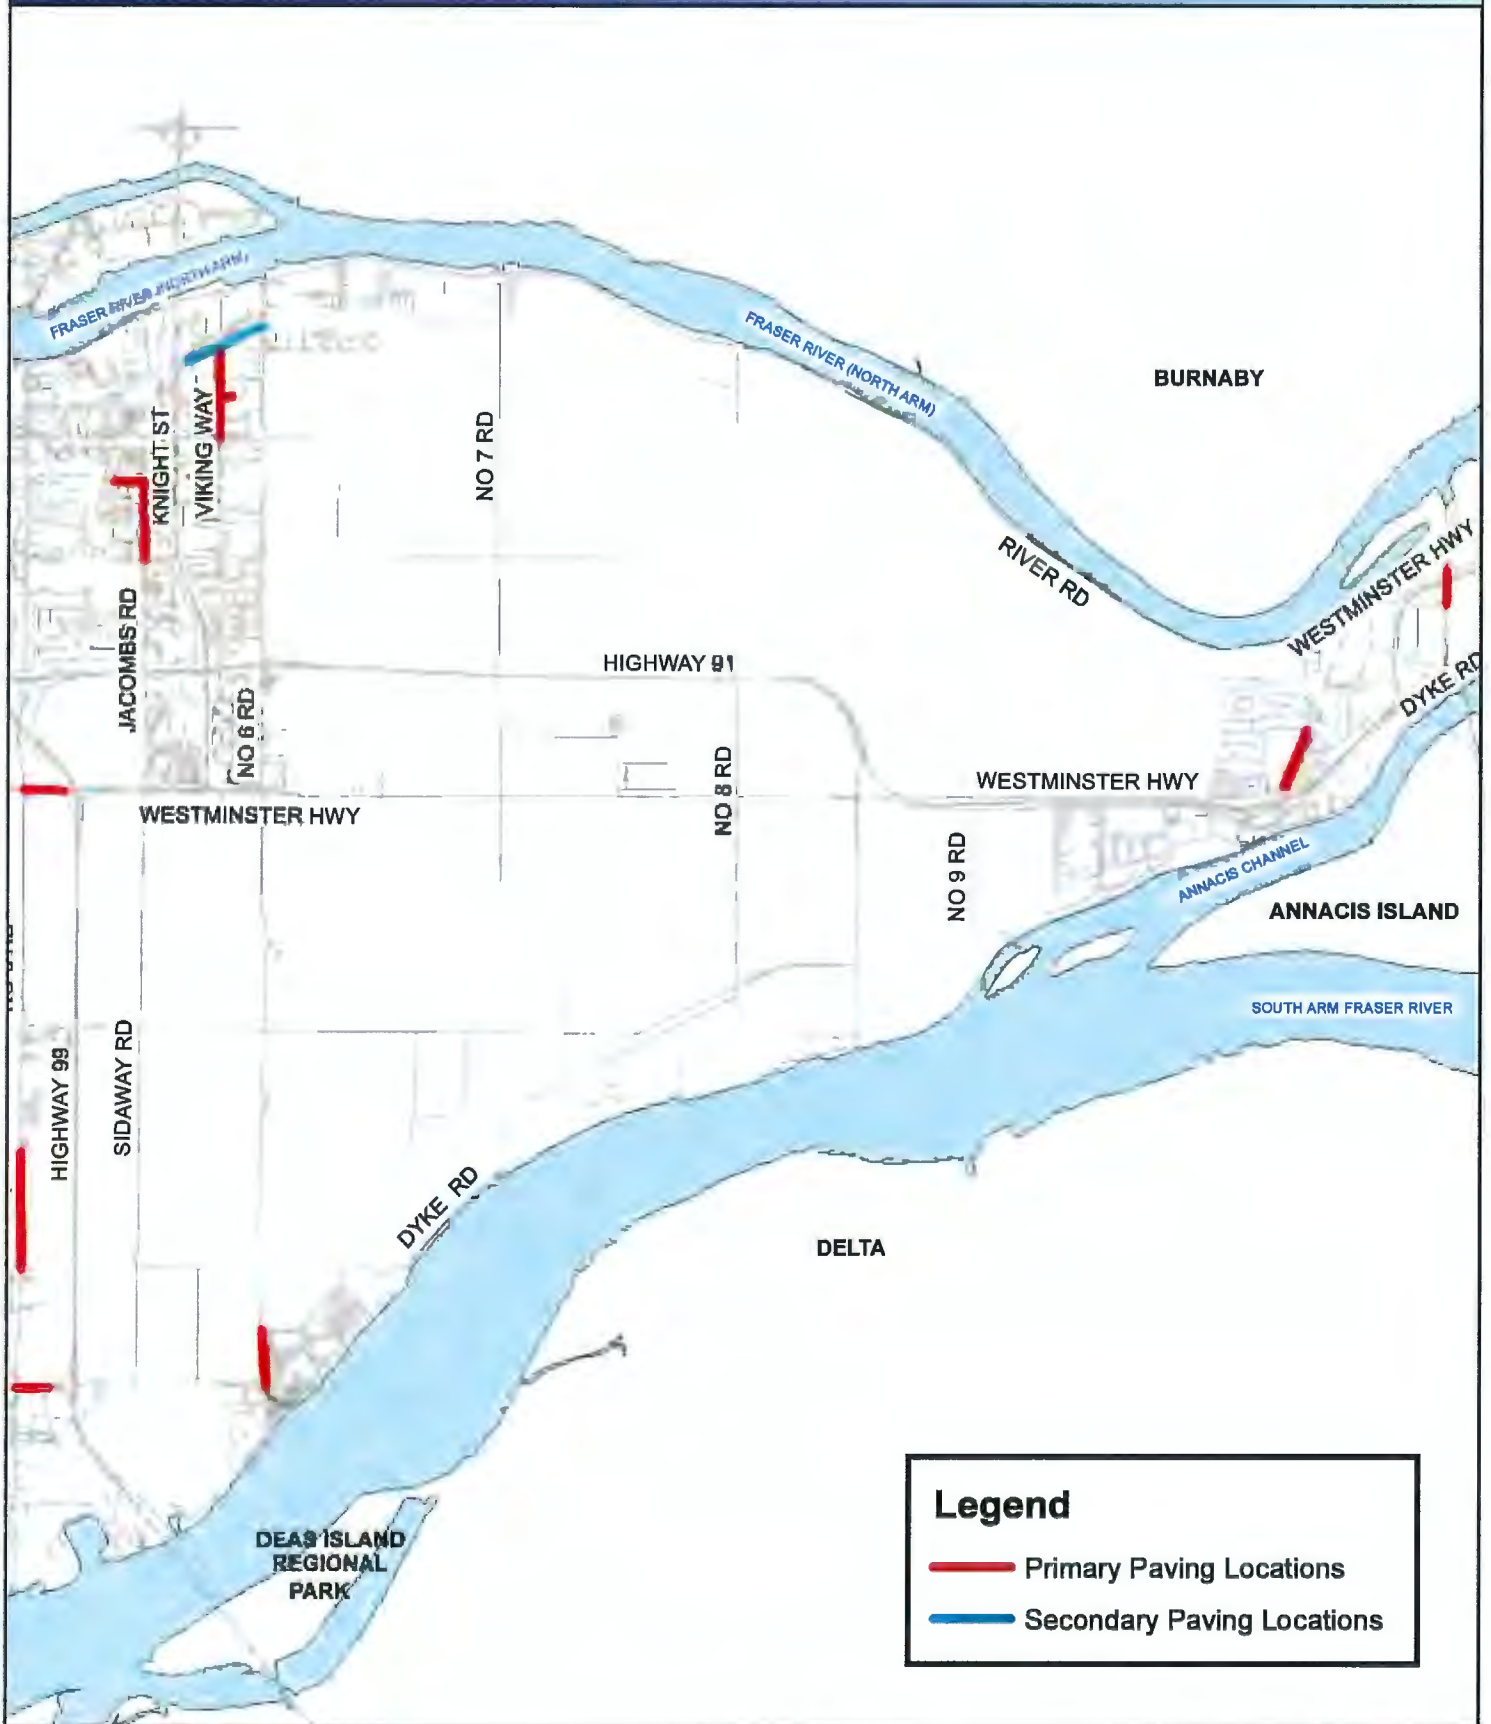 FRASER RIVER (NORTH ARM)
FRASER RIVER (NORTH ARM)
BURNABY
KNIGHT ST
VIKING WAY
NO 7 RD
RIVER RD
WESTMINSTER HWY
JACOMBS RD
HIGHWAY 91
DYKE RD
NO 6 RD
NO 8 RD
WESTMINSTER HWY
WESTMINSTER HWY
NO 9 RD
ANNACIS CHANNEL
ANNACIS ISLAND
SOUTH ARM FRASER RIVER
HIGHWAY 99
SIDAWAY RD
DYKE RD
DELTA
DEAS ISLAND
REGIONAL
PARK
Legend
Primary Paving Locations
Secondary Paving Locations